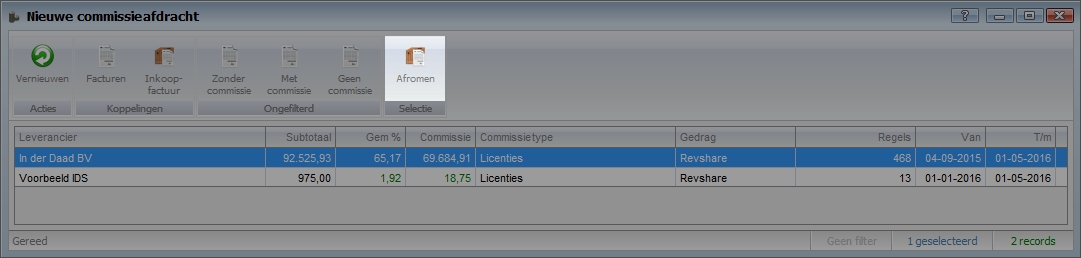 Nieuwe commissieafdracht
?
Vernieuwen Facturen Inkoop- Zonder Met Geen Afromen
factuur commissie commissie commissie
Acties Koppelingen Ongefilterd Selectie
Leverancier Subtotaal Gem % Commissie Commissietype Gedrag Regels Van T/m
In der Daad BV 92.525,93 65,17 69.684,91 Licenties Revshare 468 04-09-2015 01-05-2016
Voorbeeld IDS 975,00 1,92 18,75 Licenties Revshare 13 01-01-2016 01-05-2016
Gereed Geen filter 1 geselecteerd 2 records